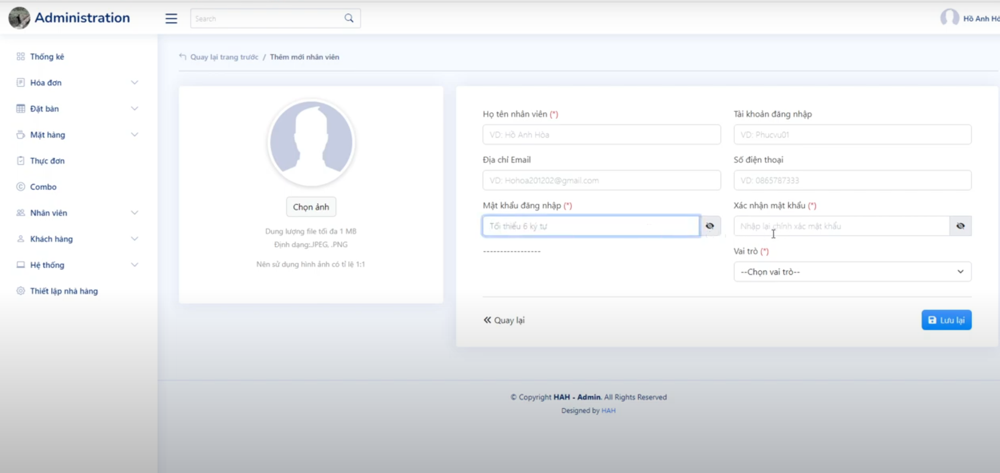 Administration
Search
Hồ Anh
Thống kê
Hóa đơn
Đặt bàn
Mặt hàng
Thực đơn
Combo
Nhân viên
Khách hàng
Hệ thống
Thiết lập nhà hàng
Quay lại trang trước / Thêm mới nhân viên
Chọn ảnh
Dung lượng file tối đa 1 MB
Định dạng:.JPEG, .PNG
Nên sử dụng hình ảnh có tỉ lệ 1:1
Họ tên nhân viên (*)
VD: Hồ Anh Hòa
Tài khoản đăng nhập
VD: Phucvu01
Địa chỉ Email
VD: Hohoa201202@gmail.com
Số điện thoại
VD: 0865787333
Mật khẩu đăng nhập (*)
Tối thiểu 6 ký tự
Xác nhận mật khẩu (*)
Nhập lại chính xác mật khẩu
-----------------
Vai trò (*)
--Chọn vai trò--
Quay lại
Lưu lại
© Copyright HAH - Admin. All Rights Reserved
Designed by HAH